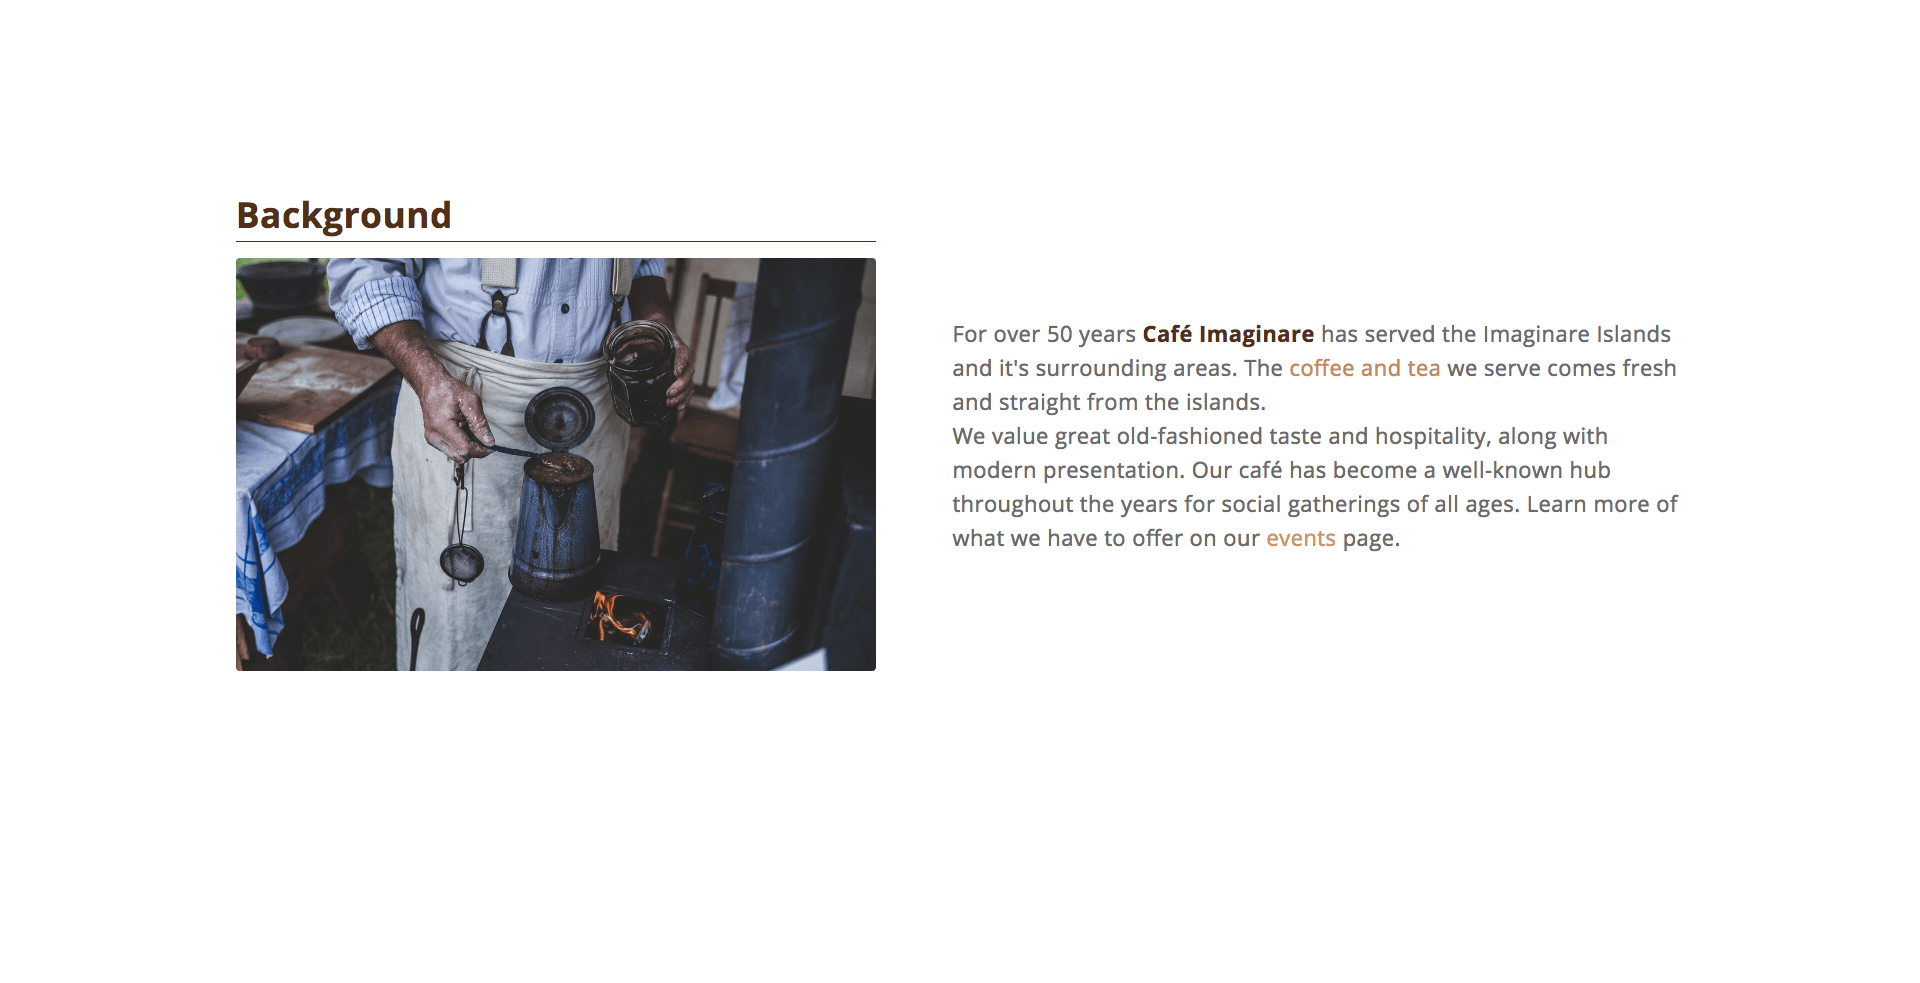 Background
For over 50 years Café Imaginare has served the Imaginare Islands
and it's surrounding areas. The coffee and tea we serve comes fresh
and straight from the islands.
We value great old-fashioned taste and hospitality, along with
modern presentation. Our café has become a well-known hub
throughout the years for social gatherings of all ages. Learn more of
what we have to offer on our events page.